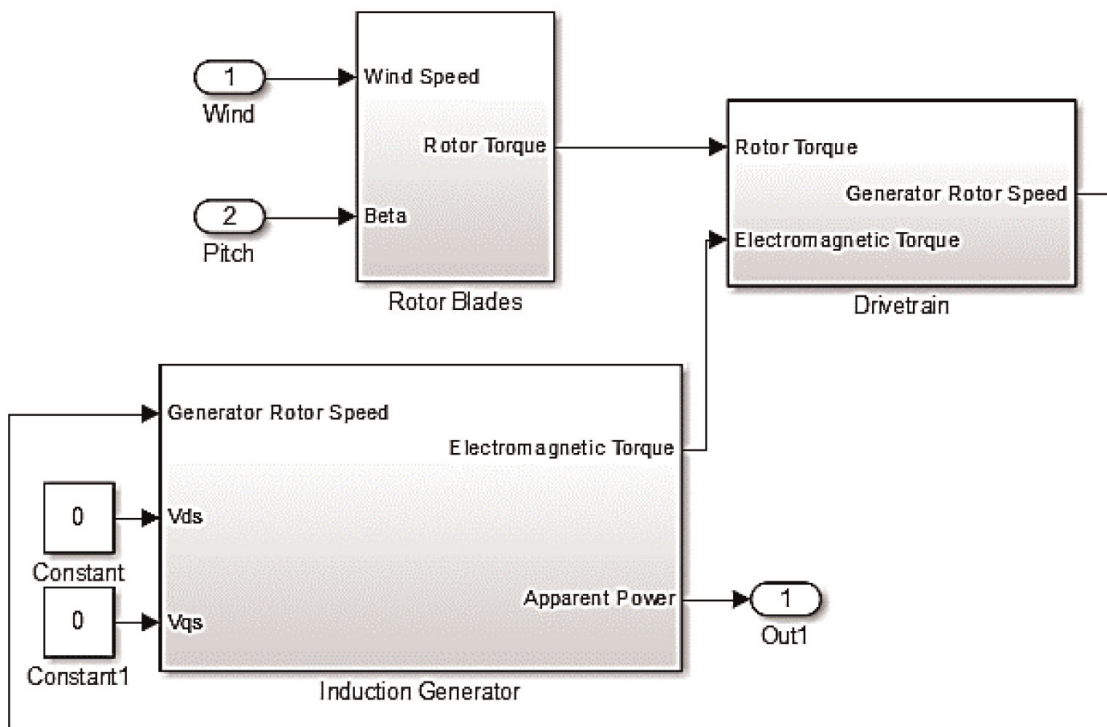 1
Wind
2
Pitch
Wind Speed
Rotor Torque
Beta
Rotor Blades
Rotor Torque
Generator Rotor Speed
Electromagnetic Torque
Drivetrain
Generator Rotor Speed
Electromagnetic Torque
Vds
Vqs
Apparent Power
Induction Generator
0
Constant
0
Constant1
1
Out1